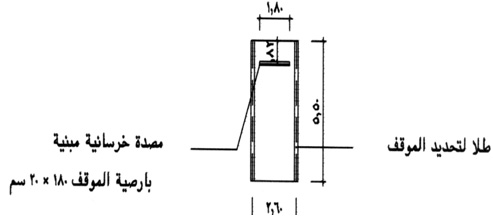 ١,٨٠
٥,٥٠
طلا لتحديد الموقف
مصدة خرسانية مبنية
بارصية الموقف ١٨٠ × ٢٠ سم
٢,٦٠